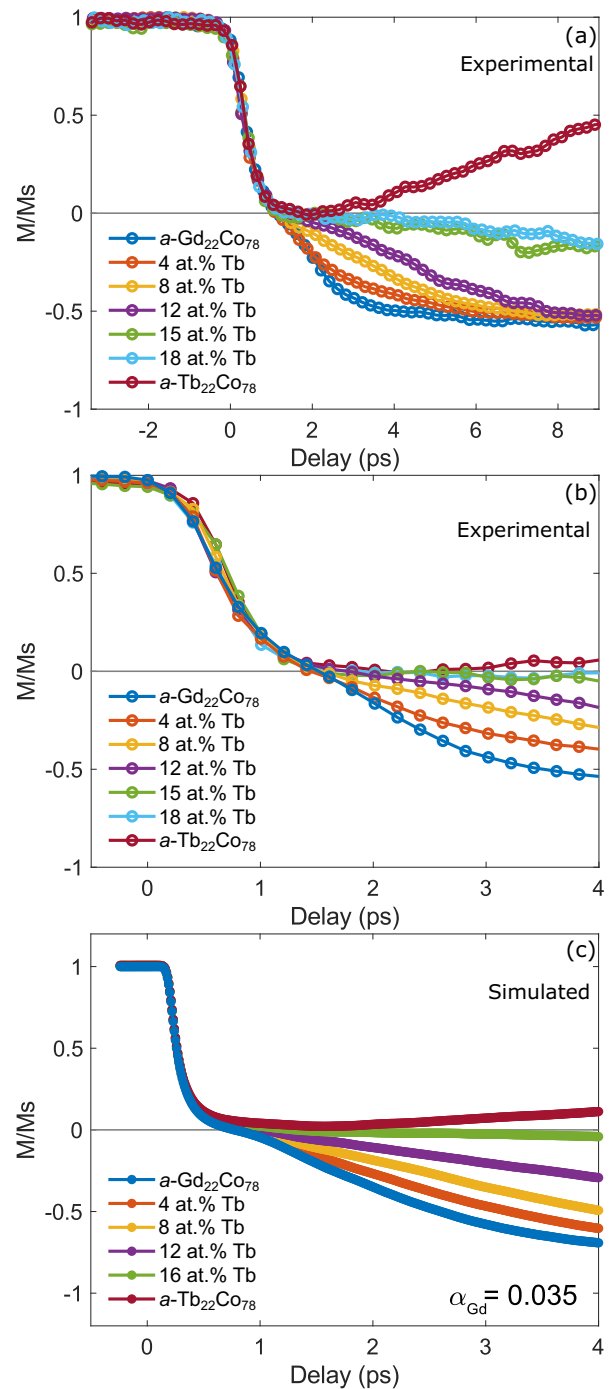 (a)
Experimental
1
0.5
0
-0.5
-1
M/Ms
a-Gd₂₂Co₇₈
4 at.% Tb
8 at.% Tb
12 at.% Tb
15 at.% Tb
18 at.% Tb
a-Tb₂₂Co₇₈
-2 0 2 4 6 8
Delay (ps)
(b)
Experimental
1
0.5
0
-0.5
-1
M/Ms
a-Gd₂₂Co₇₈
4 at.% Tb
8 at.% Tb
12 at.% Tb
15 at.% Tb
18 at.% Tb
a-Tb₂₂Co₇₈
0 1 2 3 4
Delay (ps)
(c)
Simulated
1
0.5
0
-0.5
-1
M/Ms
a-Gd₂₂Co₇₈
4 at.% Tb
8 at.% Tb
12 at.% Tb
16 at.% Tb
a-Tb₂₂Co₇₈
α_Gd = 0.035
0 1 2 3 4
Delay (ps)